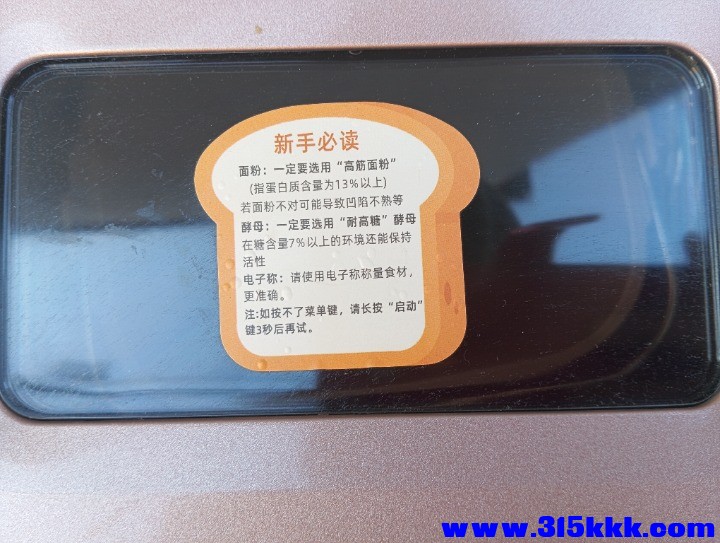 新手必读
面粉：一定要选用“高筋面粉”
(指蛋白质含量为13%以上)
若面粉不对可能导致凹陷不熟等
酵母：一定要选用“耐高糖”酵母
在糖含量7%以上的环境还能保持
活性
电子称：请使用电子称称量食材，
更准确。
注:如按不了菜单键，请长按“启动”
键3秒后再试。
www.315kkk.com